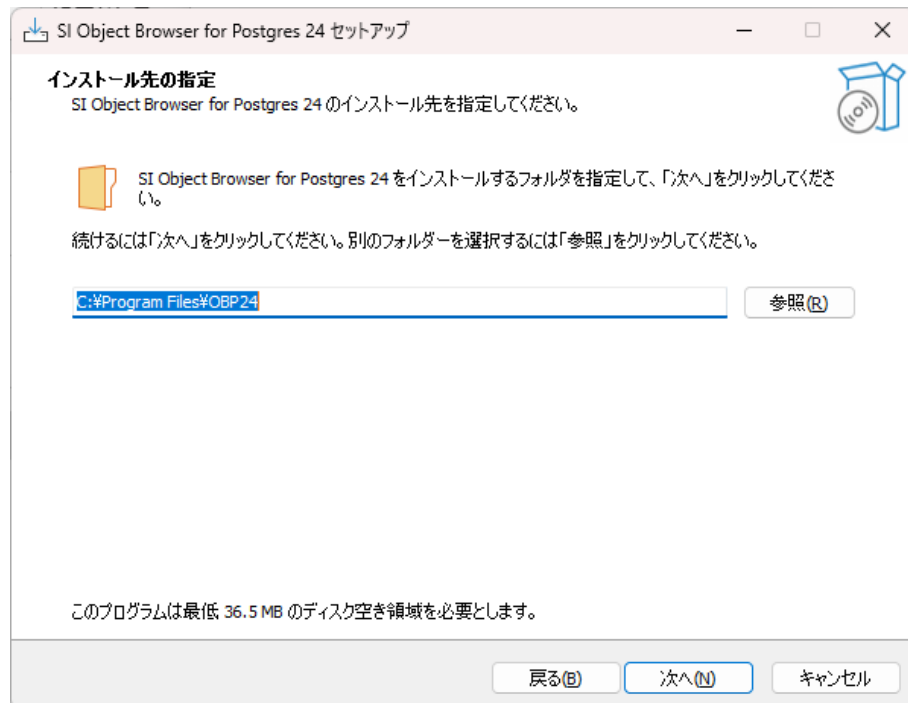 SI Object Browser for Postgres 24 セットアップ
インストール先の指定
SI Object Browser for Postgres 24 のインストール先を指定してください。
SI Object Browser for Postgres 24 をインストールするフォルダを指定して、「次へ」をクリックしてくださ
い。
続けるには「次へ」をクリックしてください。別のフォルダーを選択するには「参照」をクリックしてください。
C:¥Program Files¥OBP24
参照(R)
このプログラムは最低 36.5 MB のディスク空き領域を必要とします。
戻る(B)
次へ(N)
キャンセル